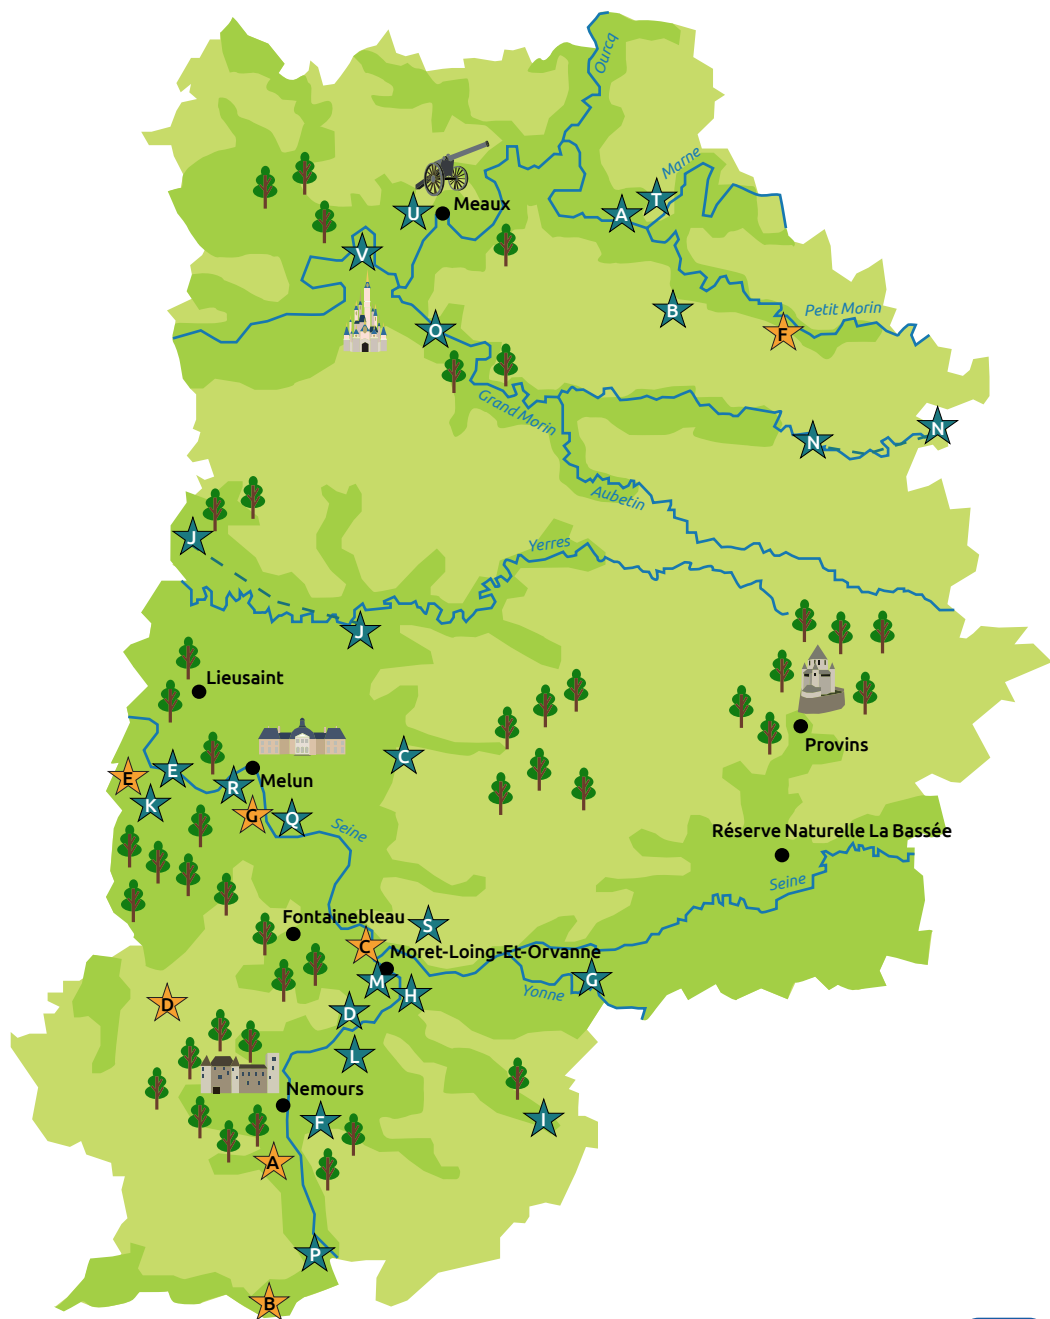 Ourcq
Marne
T
A
U
Meaux
V
B
Petit Morin
F
O
Grand Morin
N
N
Aubetin
J
Yerres
J
Lieusaint
Provins
C
E
E
Melun
R
K
G
Q
Seine
Réserve Naturelle La Bassée
Seine
Fontainebleau
S
C
Moret-Loing-Et-Orvanne
M
H
G
Yonne
D
D
L
Nemours
F
I
A
P
B